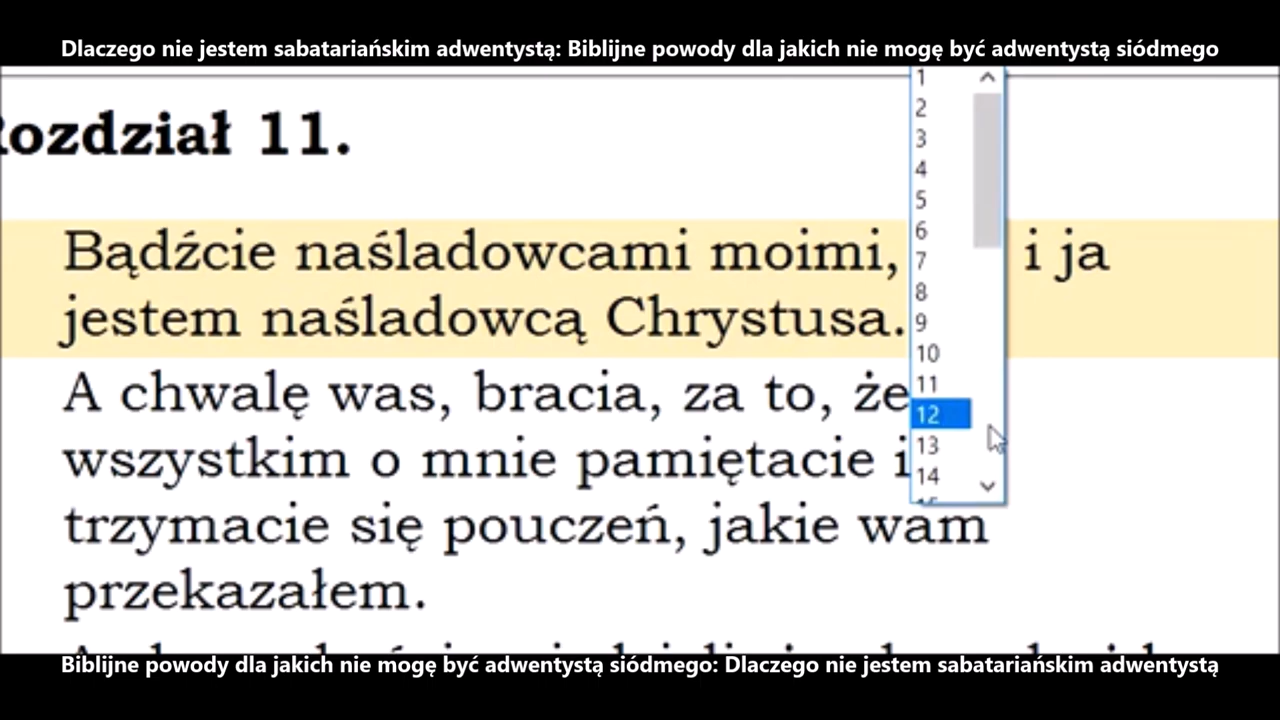 Dlaczego nie jestem sabatariańskim adwentystą: Biblijne powody dla jakich nie mogę być adwentystą siódmego
ozdział 11.
Bądźcie naśladowcami moimi, i ja
jestem naśladowcą Chrystusa.
A chwalę was, bracia, za to, że
wszystkim o mnie pamiętacie i
trzymacie się pouczeń, jakie wam
przekazałem.
1
2
3
4
5
6
7
8
9
10
11
12
13
14
Biblijne powody dla jakich nie mogę być adwentystą siódmego: Dlaczego nie jestem sabatariańskim adwentystą